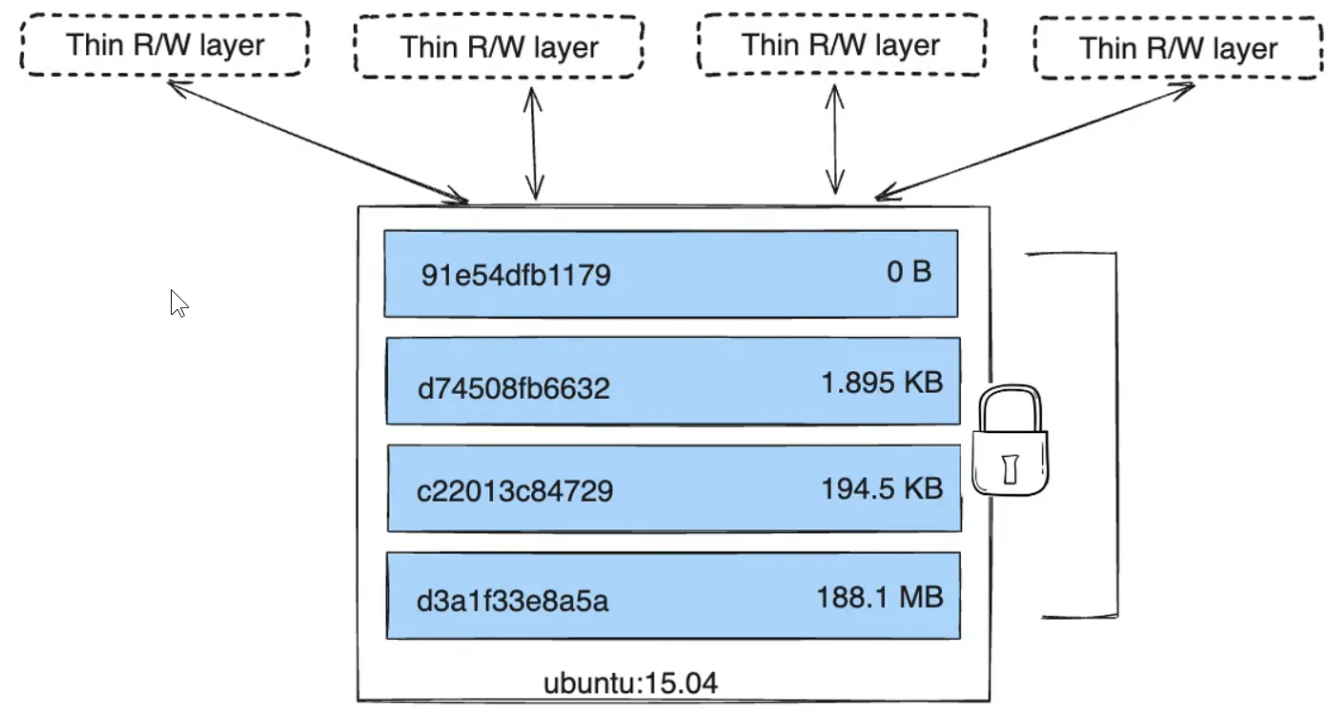 Thin R/W layer
Thin R/W layer
Thin R/W layer
Thin R/W layer
91e54dfb1179 0 B
d74508fb6632 1.895 KB
c22013c84729 194.5 KB
d3a1f33e8a5a 188.1 MB
ubuntu:15.04